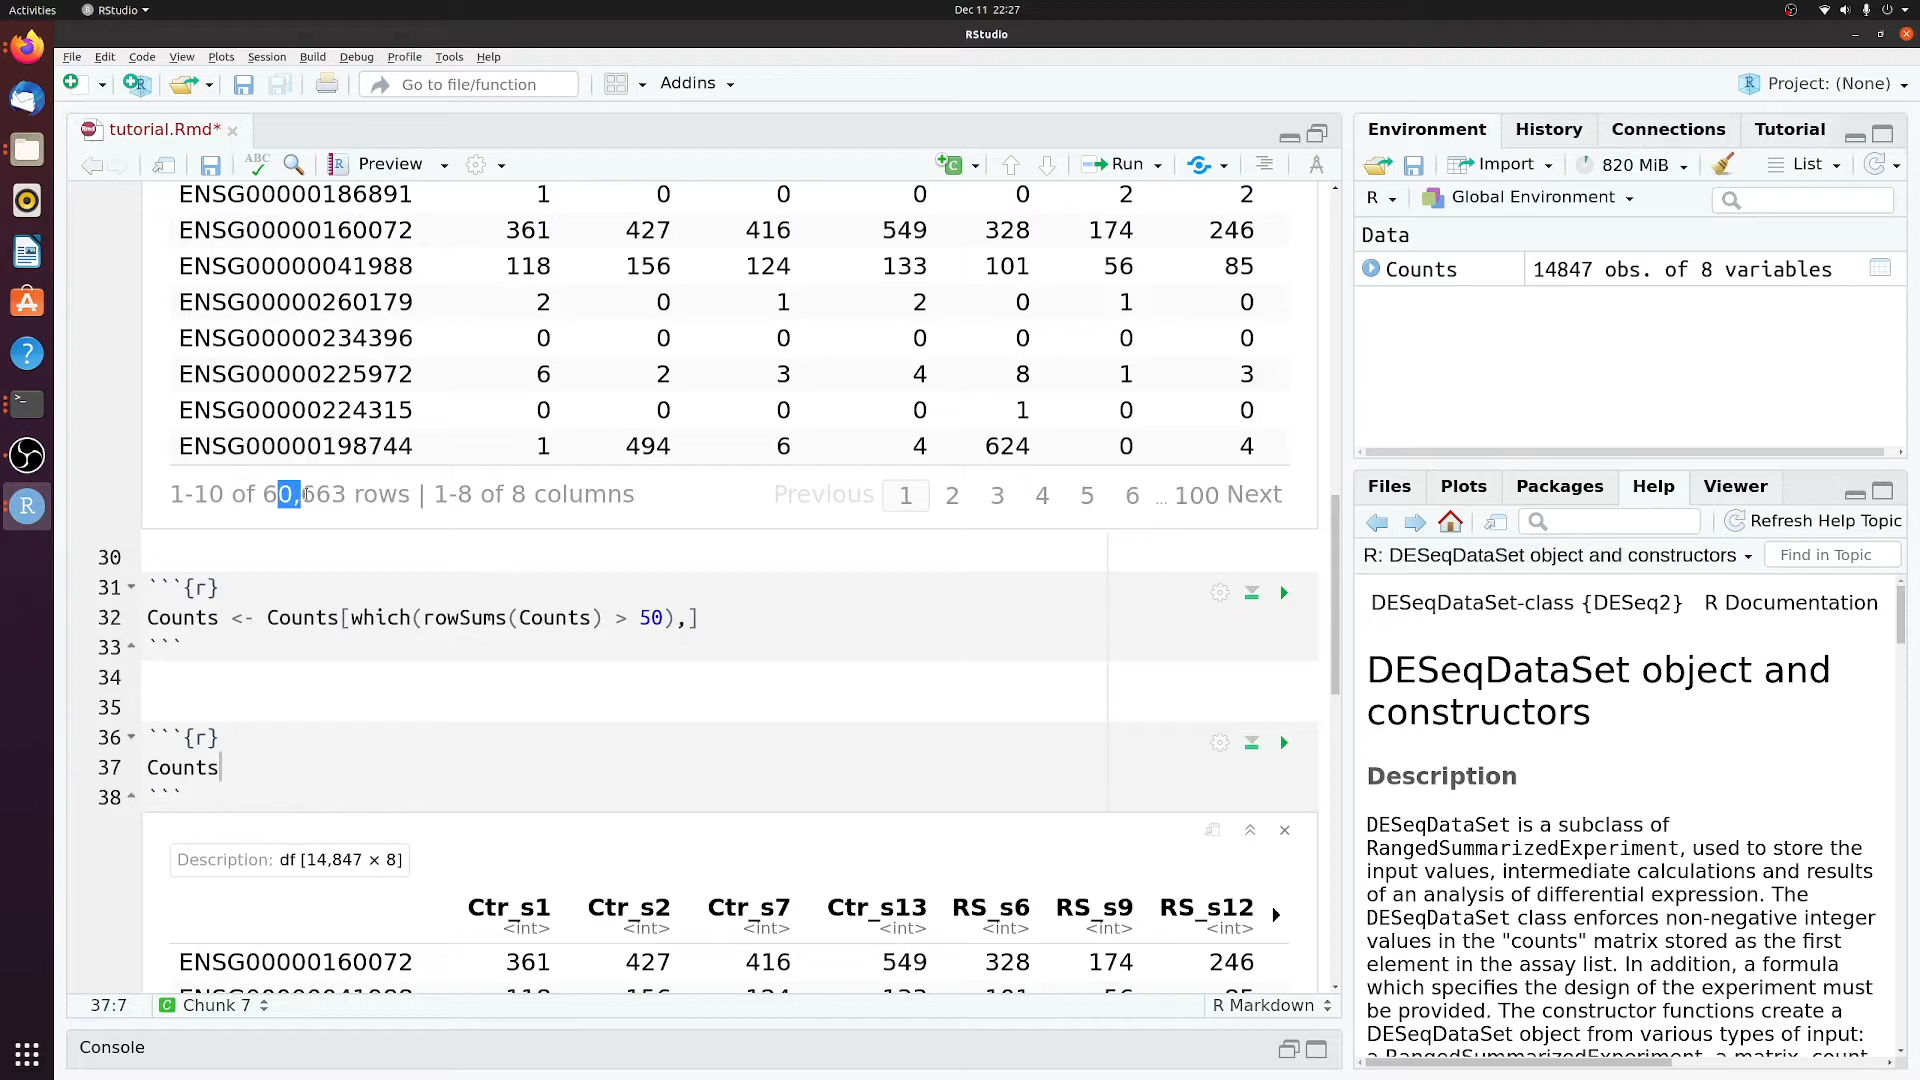 Activities
RStudio
Dec 11 22:27
RStudio
File Edit Code View Plots Session Build Debug Profile Tools Help
Go to file/function
Addins
Project: (None)
tutorial.Rmd*
ABC
Preview
Run
ENSG00000186891 1 0 0 0 0 2 2
ENSG00000160072 361 427 416 549 328 174 246
ENSG00000041988 118 156 124 133 101 56 85
ENSG00000260179 2 0 1 2 0 1 0
ENSG00000234396 0 0 0 0 0 0 0
ENSG00000225972 6 2 3 4 8 1 3
ENSG00000224315 0 0 0 0 1 0 0
ENSG00000198744 1 494 6 4 624 0 4
1-10 of 60,663 rows | 1-8 of 8 columns
Previous 1 2 3 4 5 6 ... 100 Next
30
31 ```{r}
32 Counts <- Counts[which(rowSums(Counts) > 50),]
33 ```
34
35
36 ```{r}
37 Counts
38 ```
Description: df [14,847 × 8]
Ctr_s1 Ctr_s2 Ctr_s7 Ctr_s13 RS_s6 RS_s9 RS_s12
<int> <int> <int> <int> <int> <int> <int>
ENSG00000160072 361 427 416 549 328 174 246
37:7 Chunk 7
R Markdown
Console
Environment History Connections Tutorial
Import 820 MiB List
R Global Environment
Data
Counts 14847 obs. of 8 variables
Files Plots Packages Help Viewer
Refresh Help Topic
R: DESeqDataSet object and constructors
Find in Topic
DESeqDataSet-class {DESeq2} R Documentation
DESeqDataSet object and
constructors
Description
DESeqDataSet is a subclass of
RangedSummarizedExperiment, used to store the
input values, intermediate calculations and results
of an analysis of differential expression. The
DESeqDataSet class enforces non-negative integer
values in the "counts" matrix stored as the first
element in the assay list. In addition, a formula
which specifies the design of the experiment must
be provided. The constructor functions create a
DESeqDataSet object from various types of input:
a RangedSummarizedExperiment, a matrix, count